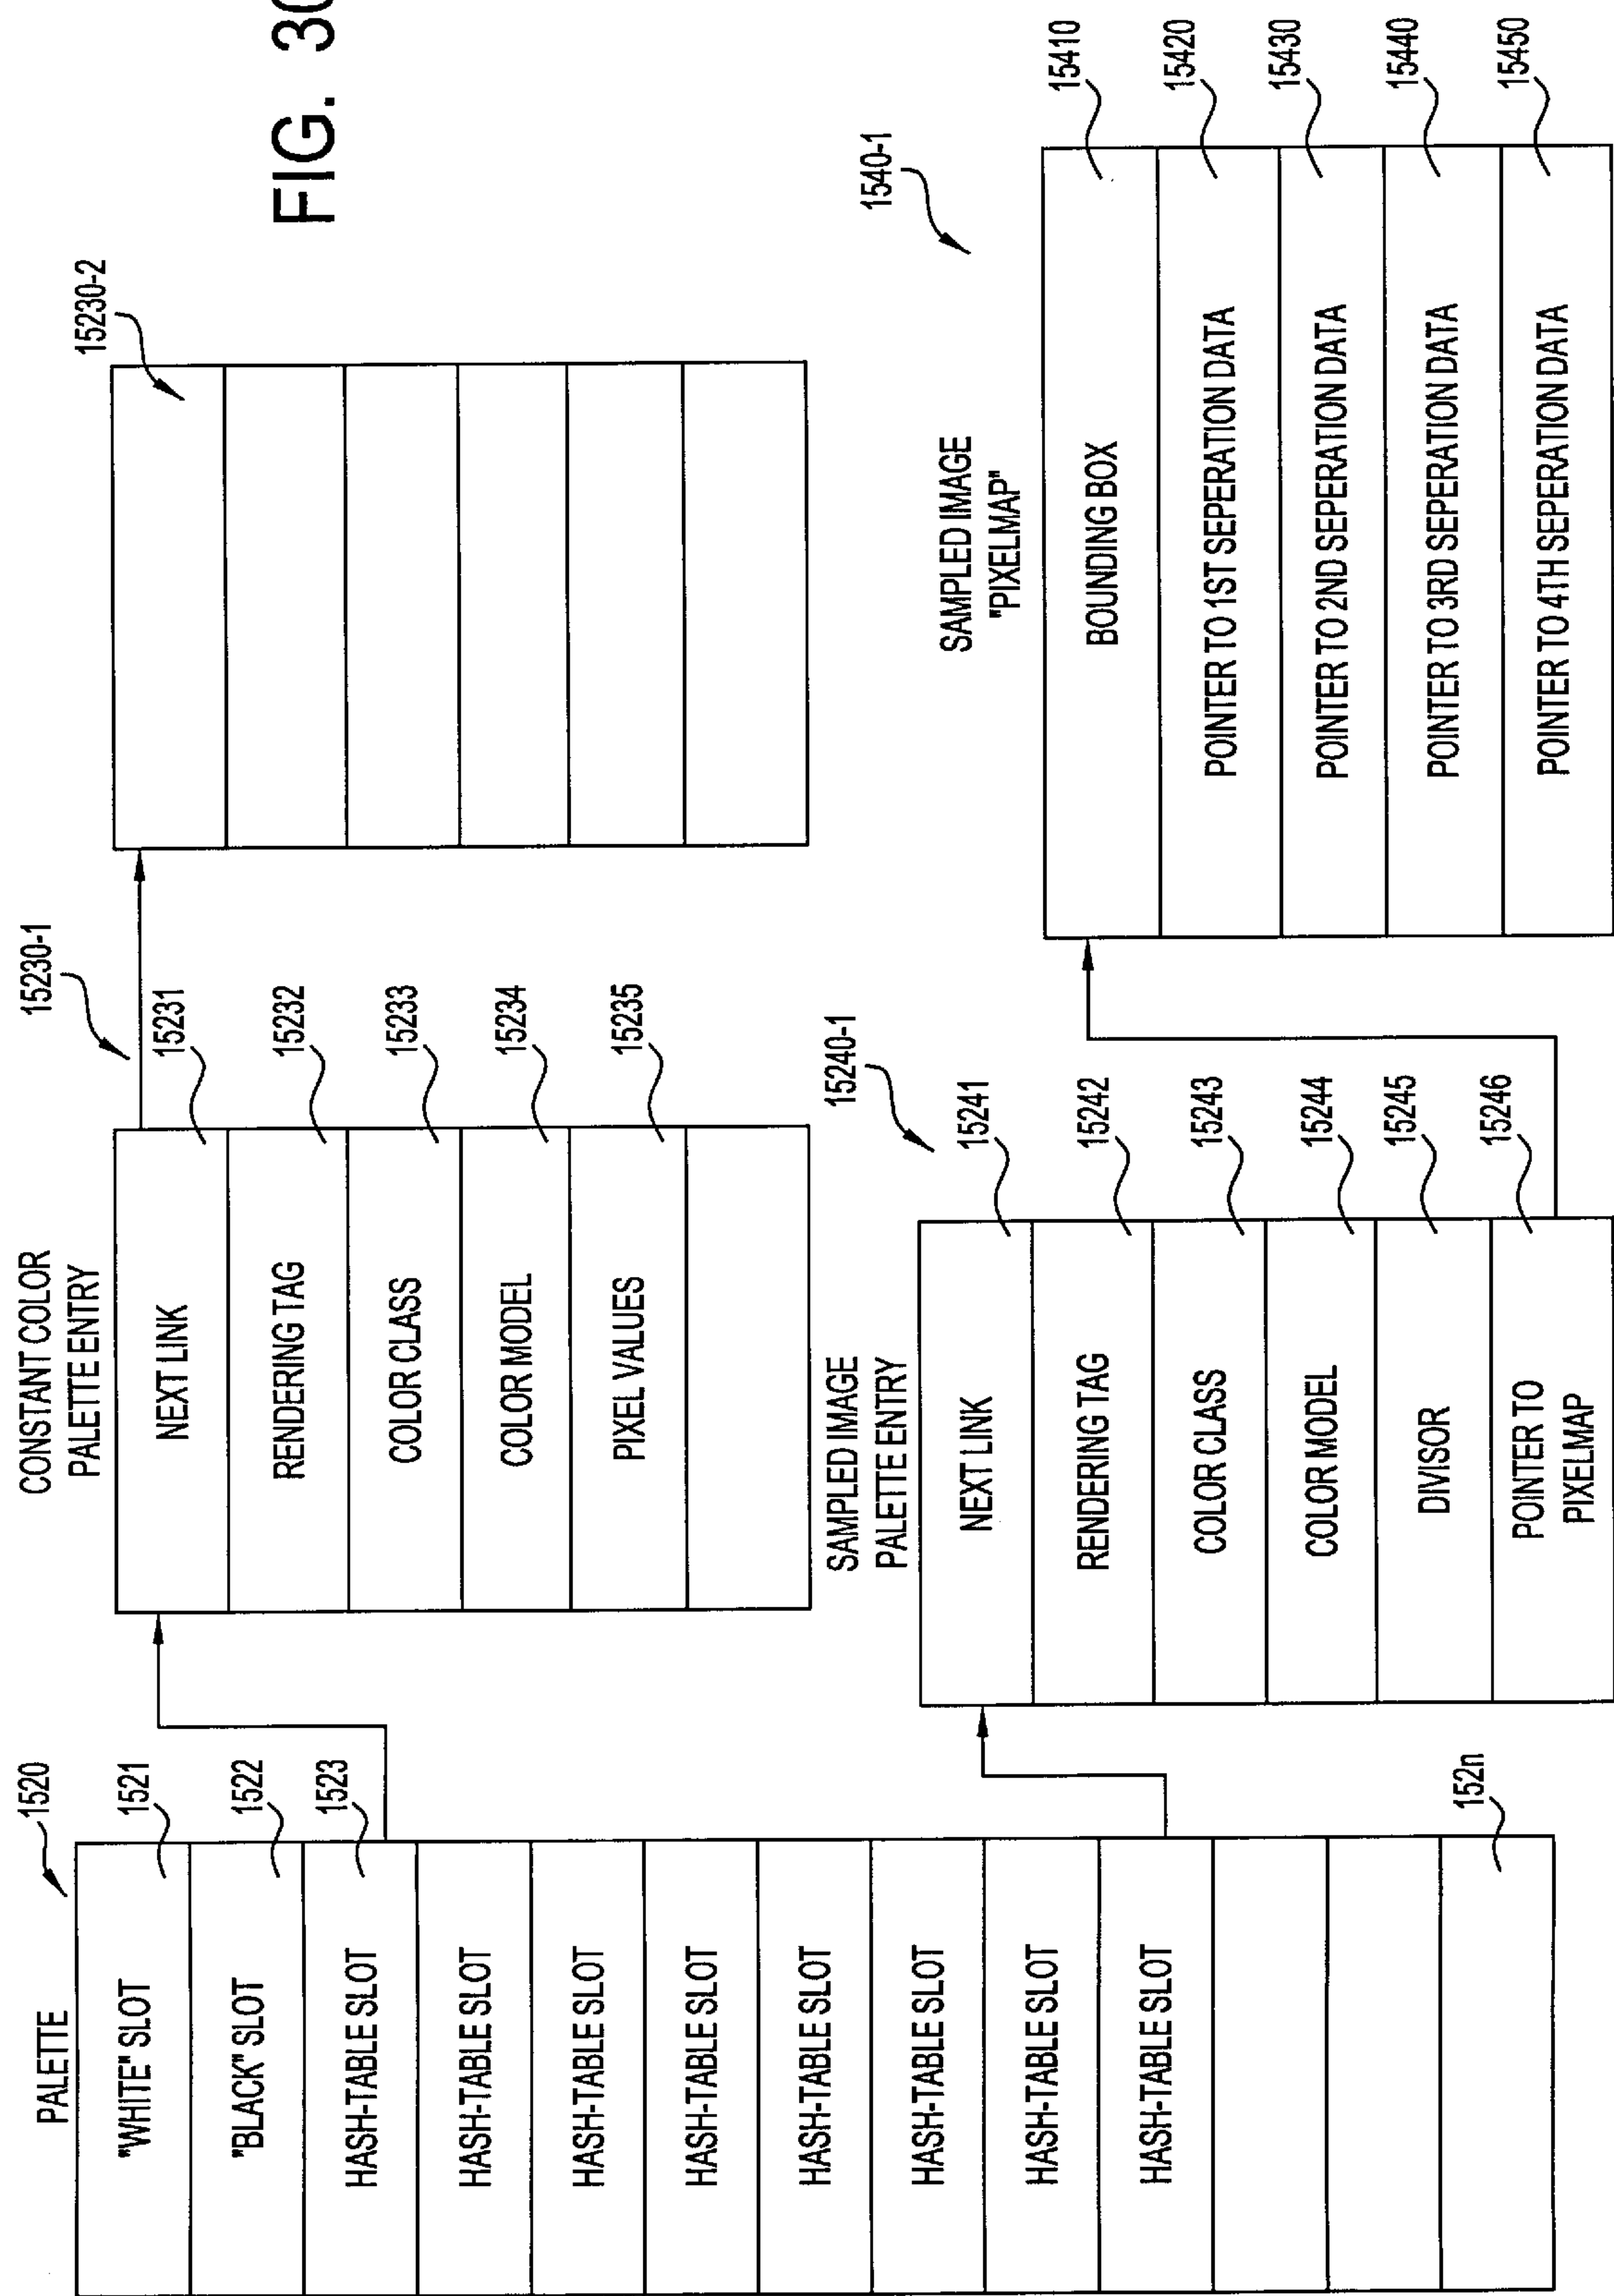 FIG. 30
PALETTE
1520
"WHITE" SLOT
1521
"BLACK" SLOT
1522
HASH-TABLE SLOT
1523
HASH-TABLE SLOT
HASH-TABLE SLOT
HASH-TABLE SLOT
HASH-TABLE SLOT
HASH-TABLE SLOT
HASH-TABLE SLOT
HASH-TABLE SLOT
152n
CONSTANT COLOR
PALETTE ENTRY
15230-1
NEXT LINK
15231
RENDERING TAG
15232
COLOR CLASS
15233
COLOR MODEL
15234
PIXEL VALUES
15235
15230-2
SAMPLED IMAGE
PALETTE ENTRY
15240-1
NEXT LINK
15241
RENDERING TAG
15242
COLOR CLASS
15243
COLOR MODEL
15244
DIVISOR
15245
POINTER TO
PIXELMAP
15246
SAMPLED IMAGE
"PIXELMAP"
1540-1
BOUNDING BOX
15410
POINTER TO 1ST SEPERATION DATA
15420
POINTER TO 2ND SEPERATION DATA
15430
POINTER TO 3RD SEPERATION DATA
15440
POINTER TO 4TH SEPERATION DATA
15450